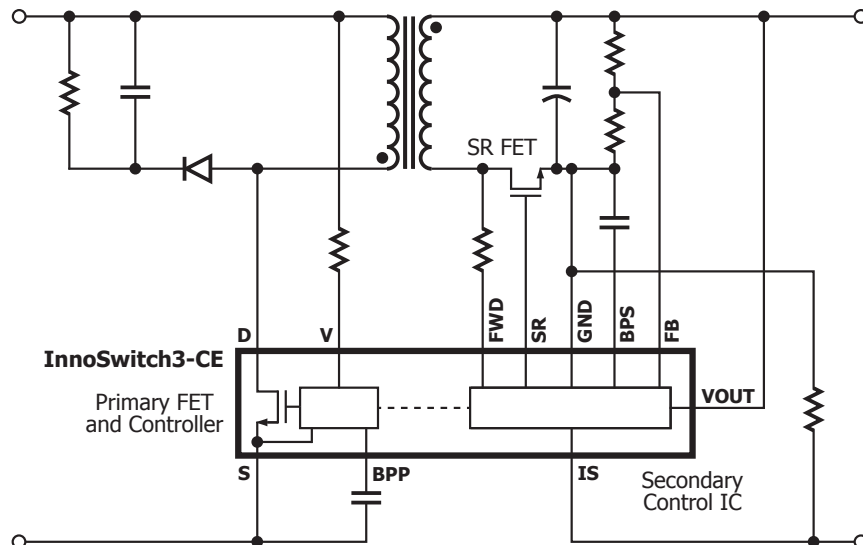 SR FET
D
V
FWD
SR
GND
BPS
FB
InnoSwitch3-CE
Primary FET
and Controller
VOUT
S
BPP
IS
Secondary
Control IC